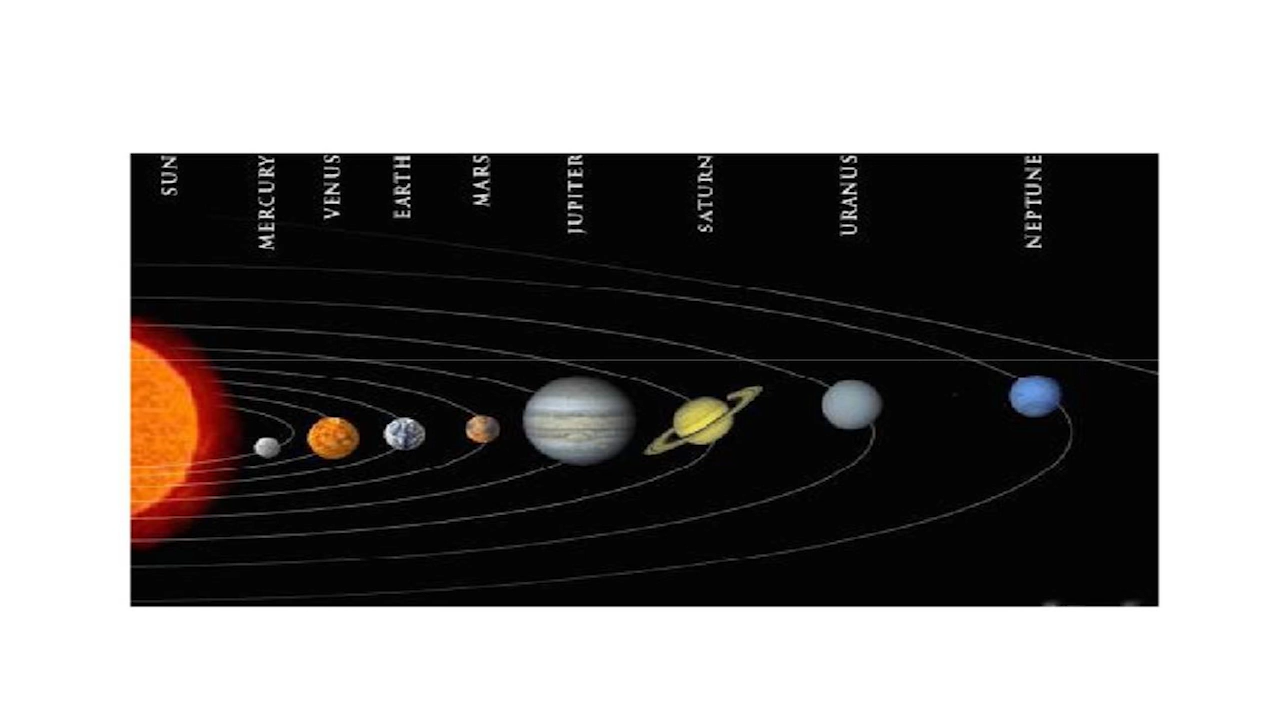 SUN
MERCURY
VENUS
EARTH
MARS
JUPITER
SATURN
URANUS
NEPTUNE